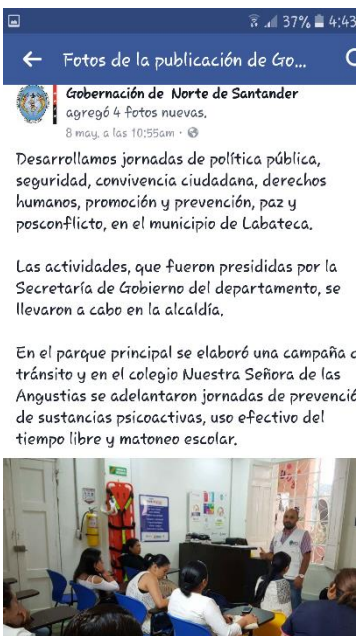 37% 4:43
Fotos de la publicación de Go...
Gobernación de Norte de Santander
agregó 4 fotos nuevas.
8 may. a las 10:55am ·
Desarrollamos jornadas de política pública,
seguridad, convivencia ciudadana, derechos
humanos, promoción y prevención, paz y
posconflicto, en el municipio de Labateca.
Las actividades, que fueron presididas por la
Secretaría de Gobierno del departamento, se
llevaron a cabo en la alcaldía.
En el parque principal se elaboró una campaña d
tránsito y en el colegio Nuestra Señora de las
Angustias se adelantaron jornadas de prevenció
de sustancias psicoactivas, uso efectivo del
tiempo libre y matoneo escolar.